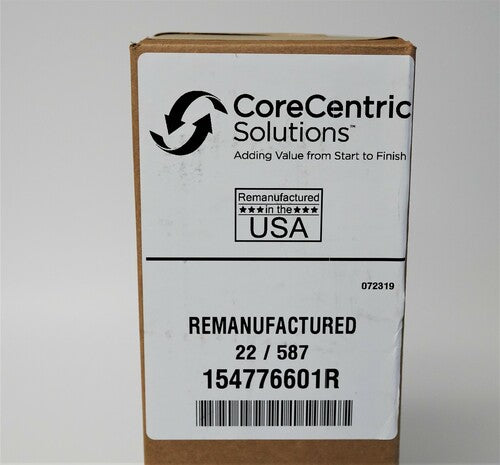 CoreCentric
Solutions™
Adding Value from Start to Finish
Remanufactured
★★★in the★★★
USA
072319
REMANUFACTURED
22 / 587
154776601R